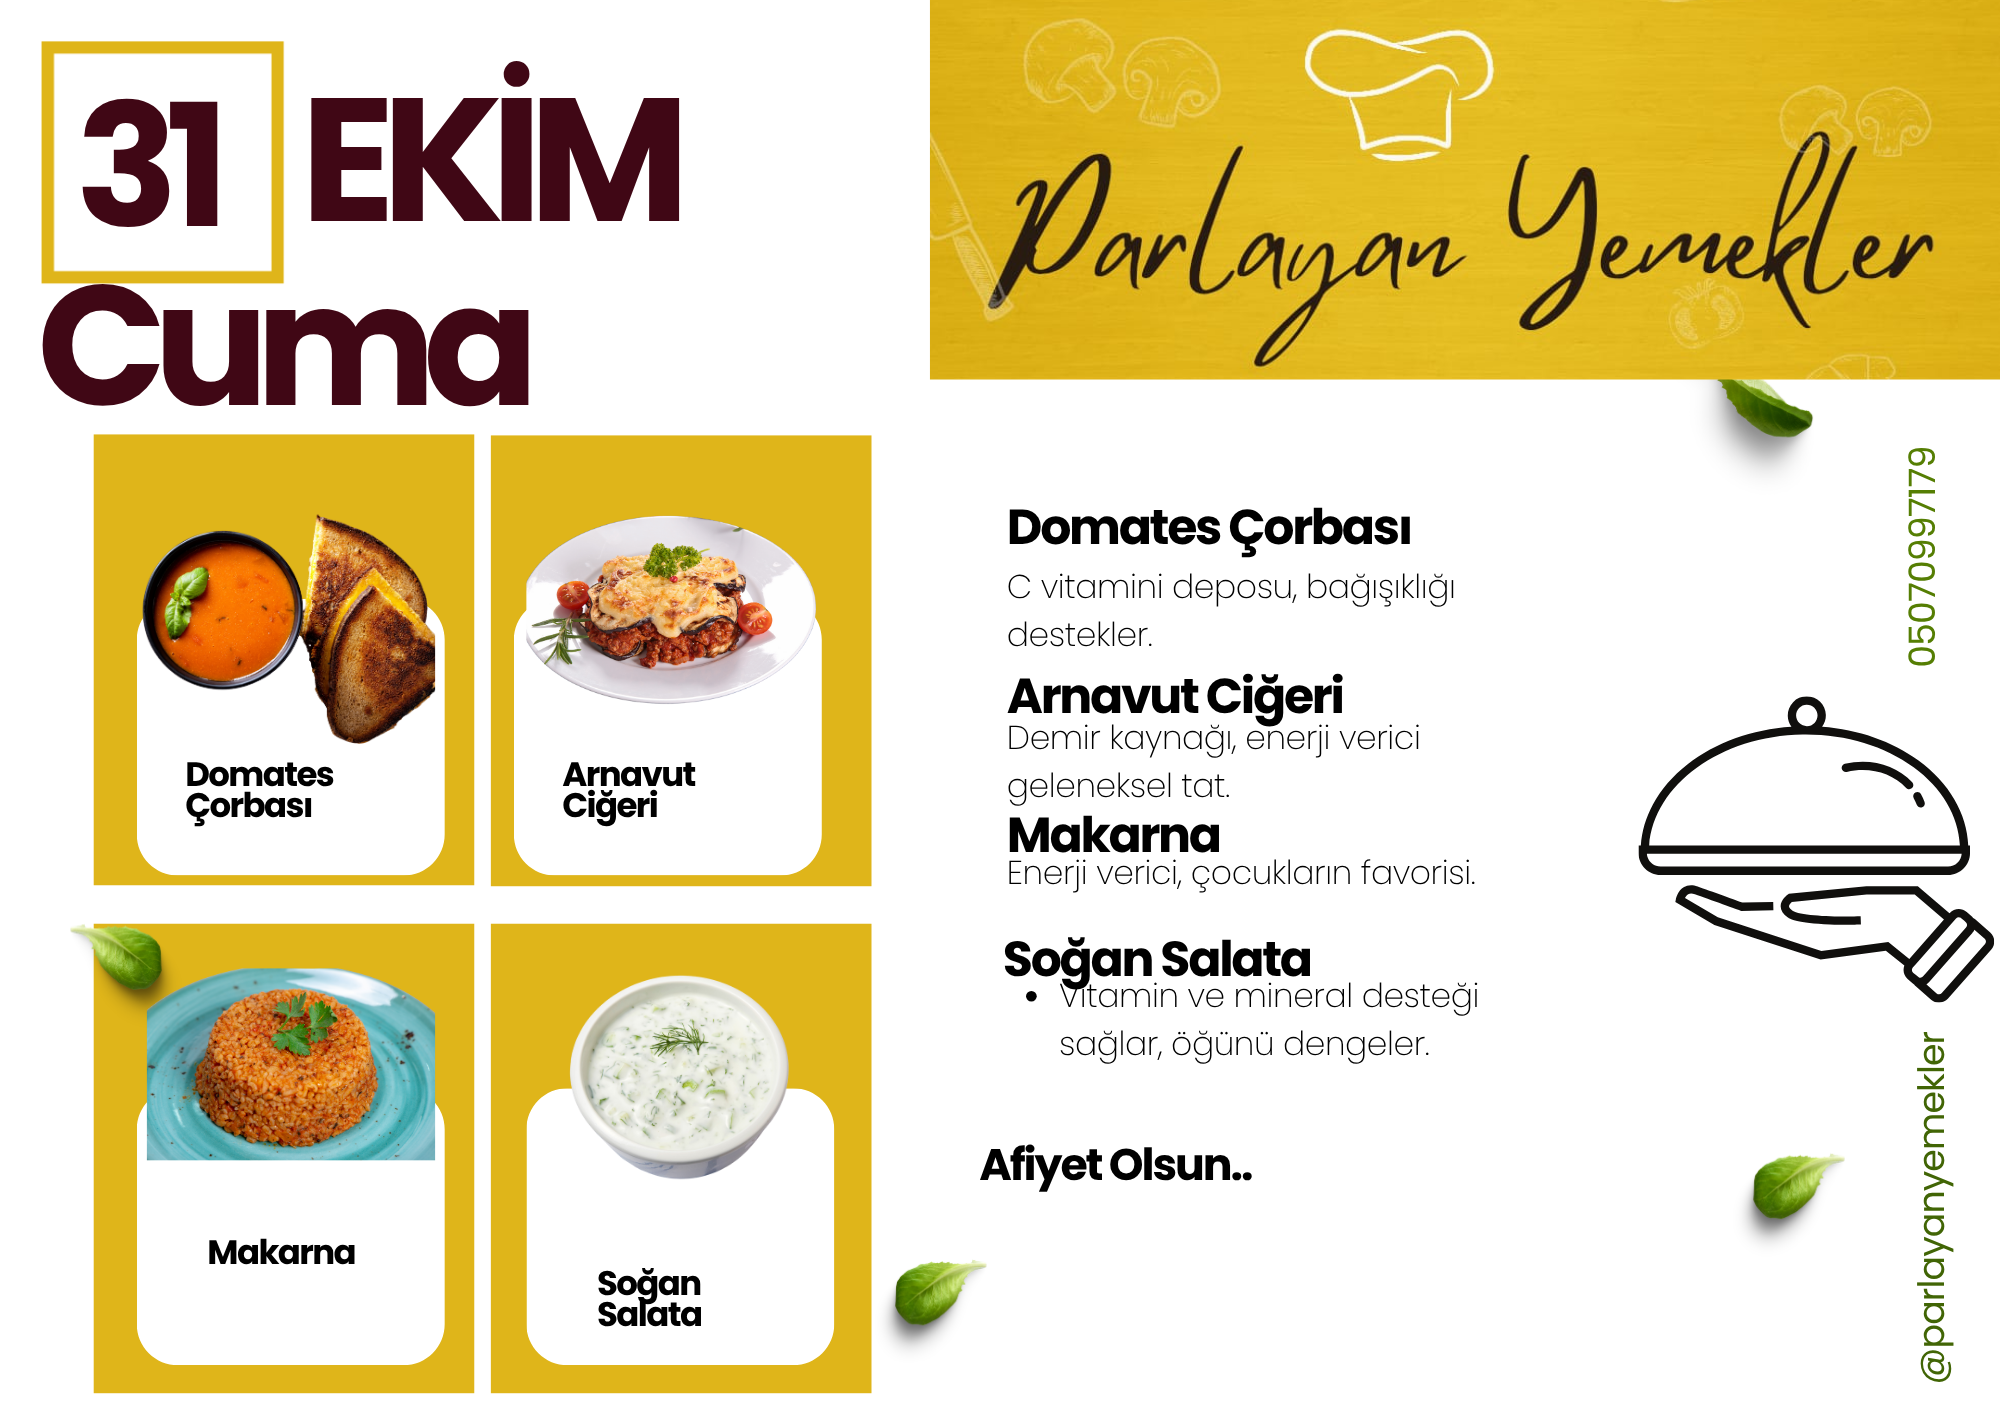 31 EKİM
Cuma
Parlayan Yemekler
Domates
Çorbası
Arnavut
Ciğeri
Makarna
Soğan
Salata
Domates Çorbası
C vitamini deposu, bağışıklığı
destekler.
Arnavut Ciğeri
Demir kaynağı, enerji verici
geleneksel tat.
Makarna
Enerji verici, çocukların favorisi.
Soğan Salata
• Vitamin ve mineral desteği
sağlar, öğünü dengeler.
Afiyet Olsun..
05070997179
@parlayanyemekler